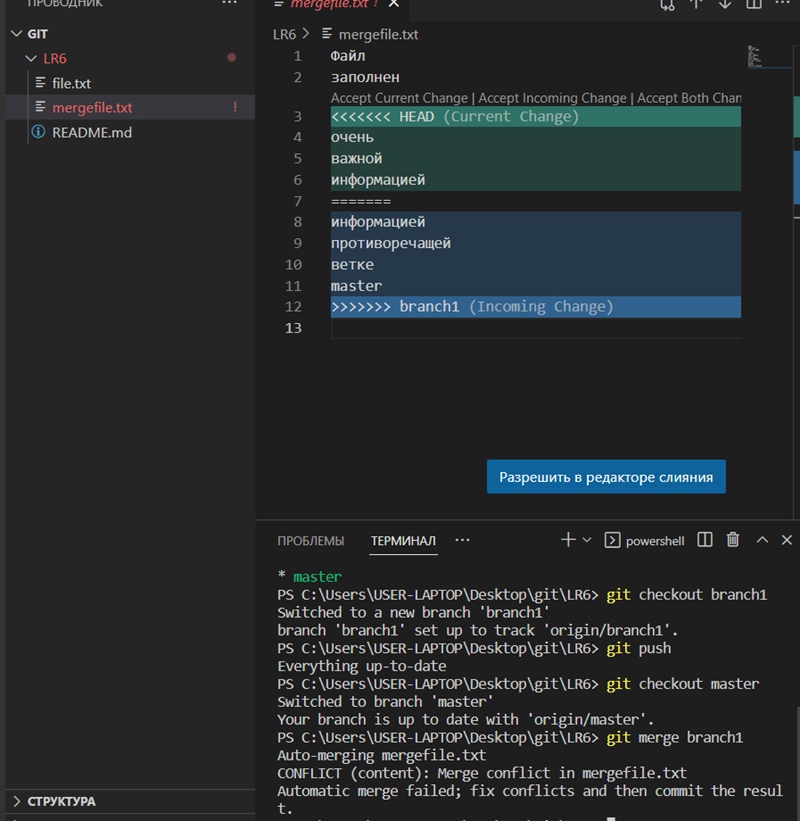 ПРОВОДНИК ...
mergefile.txt !
GIT
LR6
file.txt
mergefile.txt !
README.md
СТРУКТУРА
LR6 > mergefile.txt
1 Файл
2 заполнен
Accept Current Change | Accept Incoming Change | Accept Both Chan
3 <<<<<<< HEAD (Current Change)
4 очень
5 важной
6 информацией
7 =======
8 информацией
9 противоречащей
10 ветке
11 master
12 >>>>>>> branch1 (Incoming Change)
13
Разрешить в редакторе слияния
ПРОБЛЕМЫ ТЕРМИНАЛ ... powershell
* master
PS C:\Users\USER-LAPTOP\Desktop\git\LR6> git checkout branch1
Switched to a new branch 'branch1'
branch 'branch1' set up to track 'origin/branch1'.
PS C:\Users\USER-LAPTOP\Desktop\git\LR6> git push
Everything up-to-date
PS C:\Users\USER-LAPTOP\Desktop\git\LR6> git checkout master
Switched to branch 'master'
Your branch is up to date with 'origin/master'.
PS C:\Users\USER-LAPTOP\Desktop\git\LR6> git merge branch1
Auto-merging mergefile.txt
CONFLICT (content): Merge conflict in mergefile.txt
Automatic merge failed; fix conflicts and then commit the resul
t.